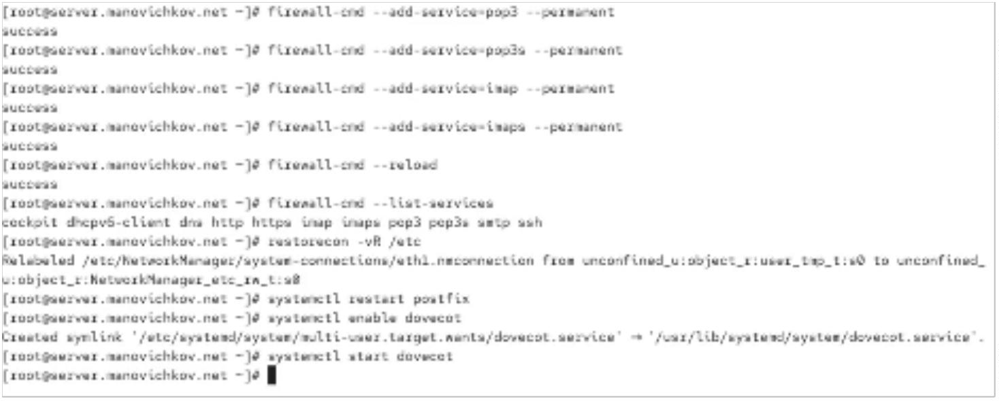 [root@server.manovichkov.net ~]# firewall-cmd --add-service=pop3 --permanent
success
[root@server.manovichkov.net ~]# firewall-cmd --add-service=pop3s --permanent
success
[root@server.manovichkov.net ~]# firewall-cmd --add-service=imap --permanent
success
[root@server.manovichkov.net ~]# firewall-cmd --add-service=imaps --permanent
success
[root@server.manovichkov.net ~]# firewall-cmd --reload
success
[root@server.manovichkov.net ~]# firewall-cmd --list-services
cockpit dhcpv6-client dns http https imap imaps pop3 pop3s smtp ssh
[root@server.manovichkov.net ~]# restorecon -vR /etc
Relabeled /etc/NetworkManager/system-connections/eth1.nmconnection from unconfined_u:object_r:user_tmp_t:s0 to unconfined_
u:object_r:NetworkManager_etc_rw_t:s0
[root@server.manovichkov.net ~]# systemctl restart postfix
[root@server.manovichkov.net ~]# systemctl enable dovecot
Created symlink '/etc/systemd/system/multi-user.target.wants/dovecot.service' → '/usr/lib/systemd/system/dovecot.service'.
[root@server.manovichkov.net ~]# systemctl start dovecot
[root@server.manovichkov.net ~]#